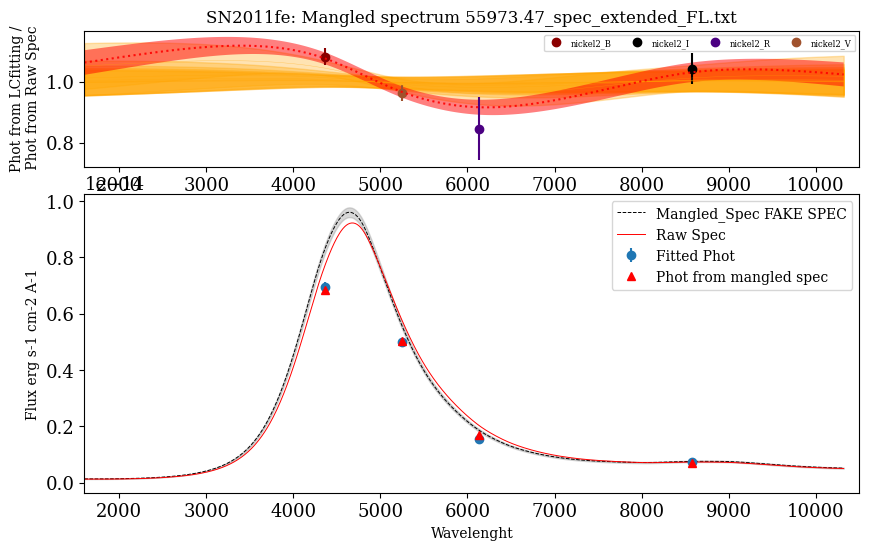 SN2011fe: Mangled spectrum 55973.47_spec_extended_FL.txt
Phot from LCfitting /
Phot from Raw Spec
nickel2_B nickel2_I nickel2_R nickel2_V
1.0
0.8
2000 3000 4000 5000 6000 7000 8000 9000 10000
1e−14
Flux erg s-1 cm-2 A-1
1.0
0.8
0.6
0.4
0.2
0.0
Mangled_Spec FAKE SPEC
Raw Spec
Fitted Phot
Phot from mangled spec
2000 3000 4000 5000 6000 7000 8000 9000 10000
Wavelenght